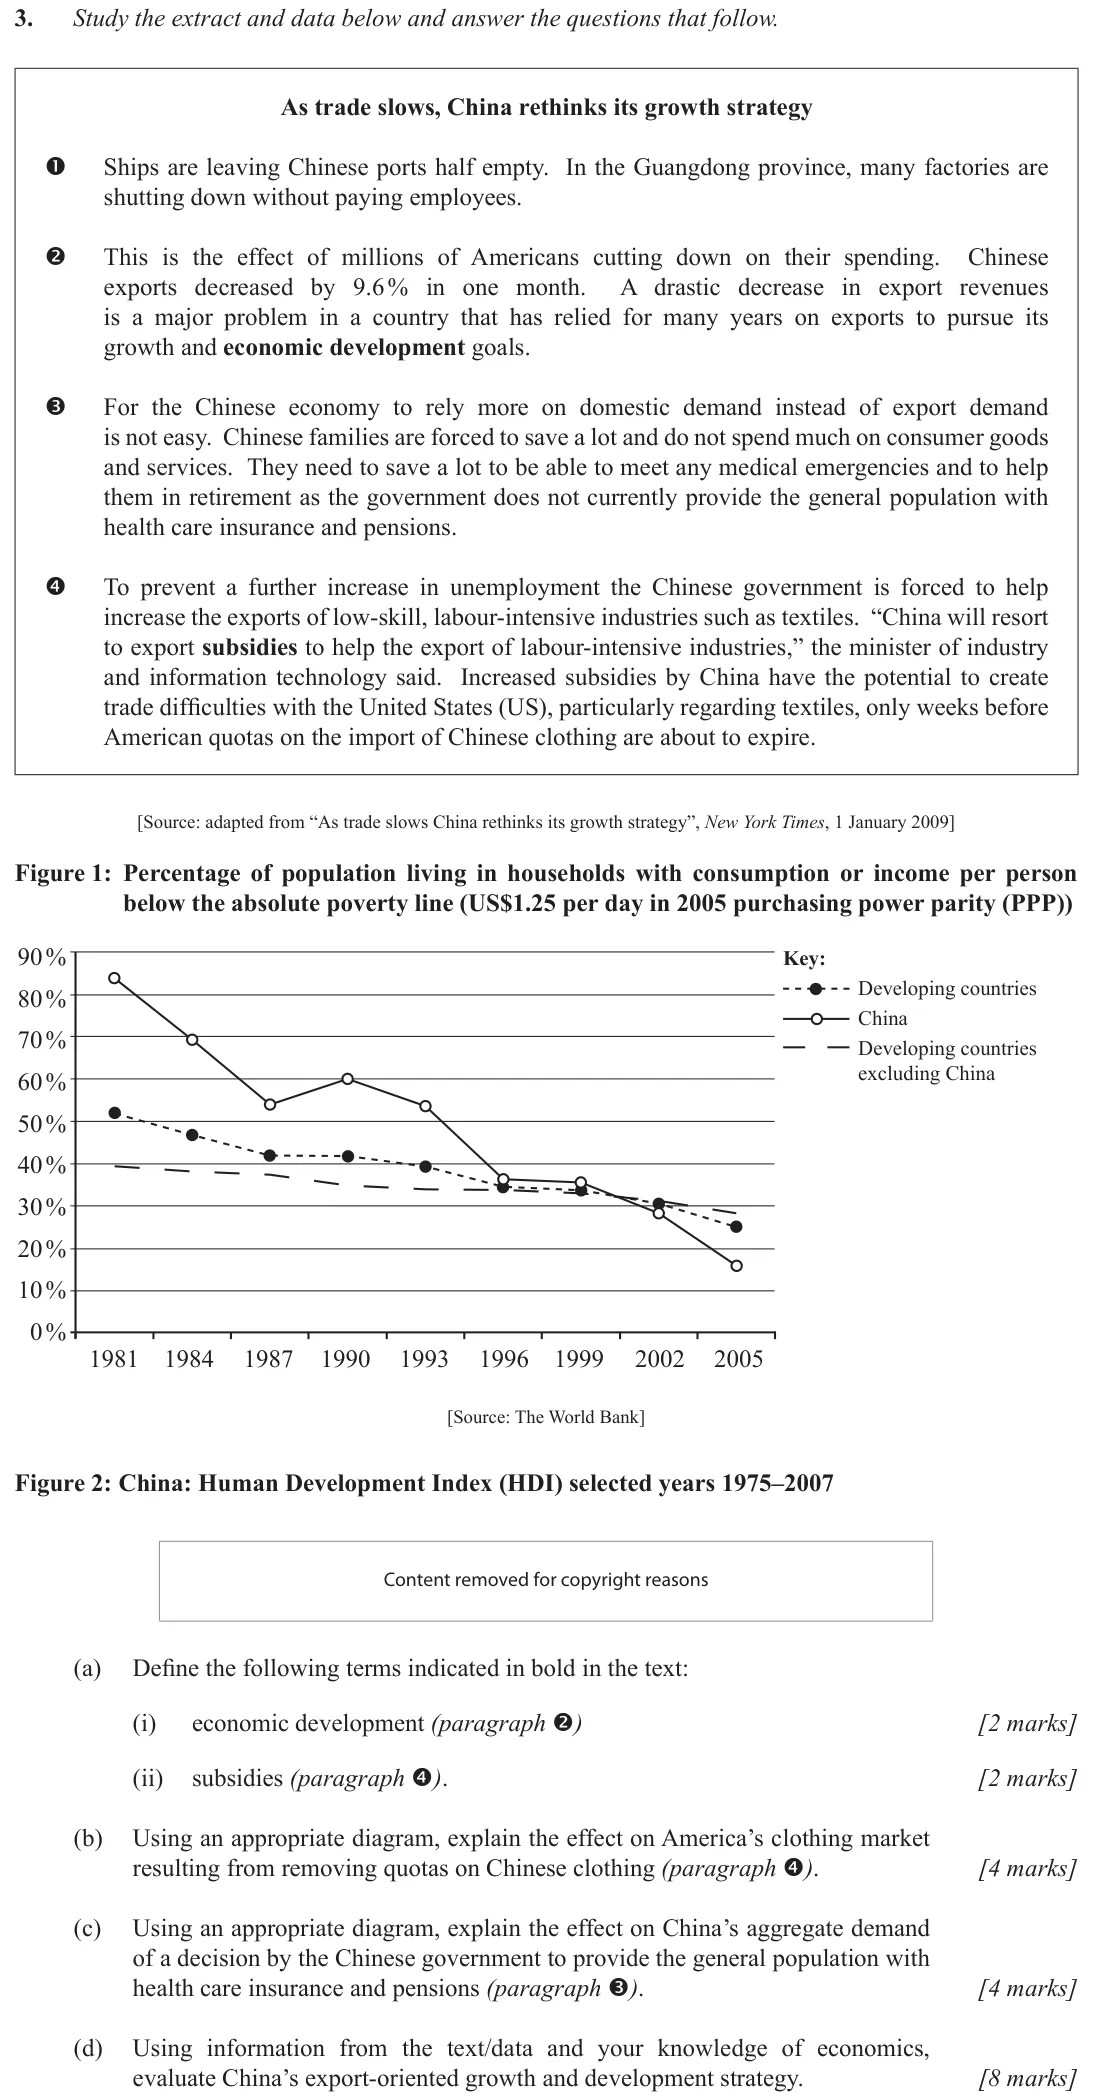 3. Study the extract and data below and answer the questions that follow.
As trade slows, China rethinks its growth strategy
❶ Ships are leaving Chinese ports half empty. In the Guangdong province, many factories are
shutting down without paying employees.
❷ This is the effect of millions of Americans cutting down on their spending. Chinese
exports decreased by 9.6% in one month. A drastic decrease in export revenues
is a major problem in a country that has relied for many years on exports to pursue its
growth and economic development goals.
❸ For the Chinese economy to rely more on domestic demand instead of export demand
is not easy. Chinese families are forced to save a lot and do not spend much on consumer goods
and services. They need to save a lot to be able to meet any medical emergencies and to help
them in retirement as the government does not currently provide the general population with
health care insurance and pensions.
❹ To prevent a further increase in unemployment the Chinese government is forced to help
increase the exports of low-skill, labour-intensive industries such as textiles. “China will resort
to export subsidies to help the export of labour-intensive industries,” the minister of industry
and information technology said. Increased subsidies by China have the potential to create
trade difficulties with the United States (US), particularly regarding textiles, only weeks before
American quotas on the import of Chinese clothing are about to expire.
[Source: adapted from “As trade slows China rethinks its growth strategy”, New York Times, 1 January 2009]
Figure 1: Percentage of population living in households with consumption or income per person
below the absolute poverty line (US$1.25 per day in 2005 purchasing power parity (PPP))
90%
80%
70%
60%
50%
40%
30%
20%
10%
0%
Key:
Developing countries
China
Developing countries
excluding China
1981 1984 1987 1990 1993 1996 1999 2002 2005
[Source: The World Bank]
Figure 2: China: Human Development Index (HDI) selected years 1975–2007
Content removed for copyright reasons
(a) Define the following terms indicated in bold in the text:
(i) economic development (paragraph ❷) [2 marks]
(ii) subsidies (paragraph ❹). [2 marks]
(b) Using an appropriate diagram, explain the effect on America’s clothing market
resulting from removing quotas on Chinese clothing (paragraph ❹). [4 marks]
(c) Using an appropriate diagram, explain the effect on China’s aggregate demand
of a decision by the Chinese government to provide the general population with
health care insurance and pensions (paragraph ❸). [4 marks]
(d) Using information from the text/data and your knowledge of economics,
evaluate China’s export-oriented growth and development strategy. [8 marks]